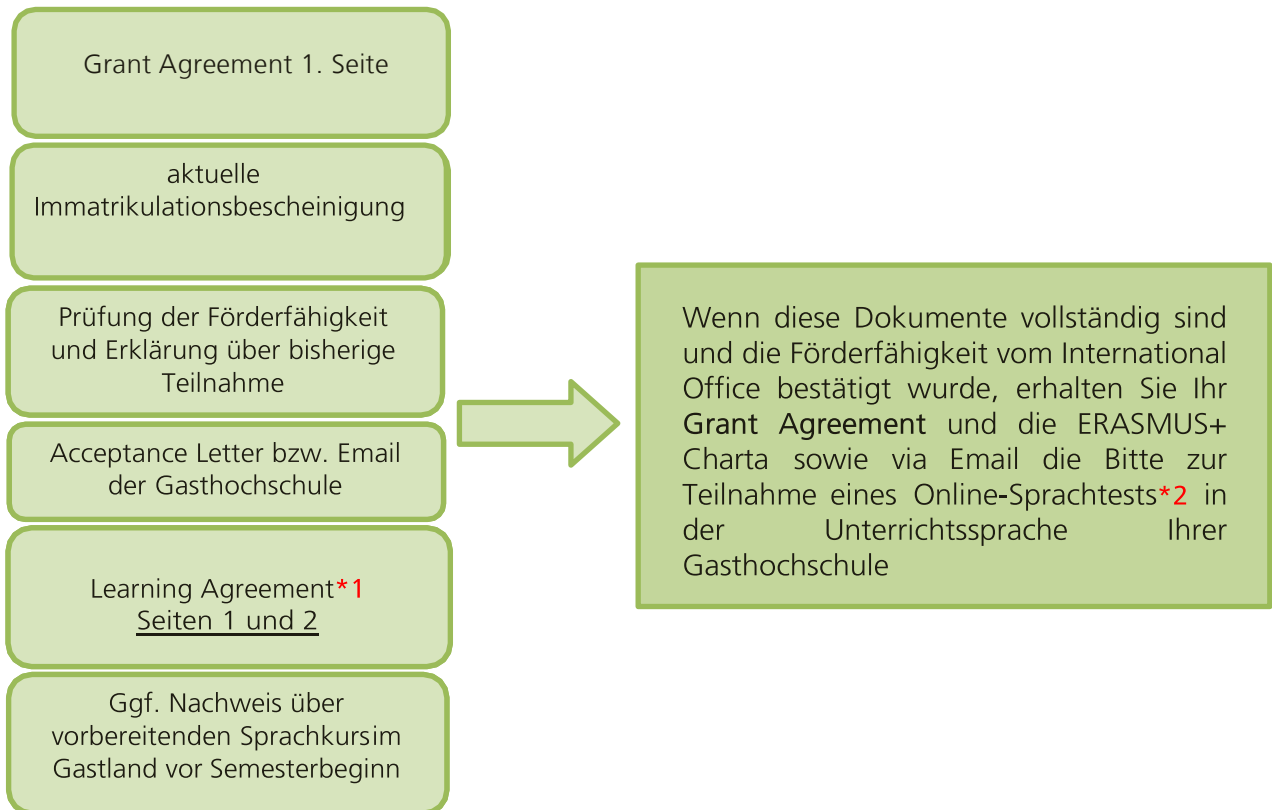 Grant Agreement 1. Seite
aktuelle
Immatrikulationsbescheinigung
Prüfung der Förderfähigkeit
und Erklärung über bisherige
Teilnahme
Acceptance Letter bzw. Email
der Gasthochschule
Learning Agreement*1
Seiten 1 und 2
Ggf. Nachweis über
vorbereitenden Sprachkursim
Gastland vor Semesterbeginn
Wenn diese Dokumente vollständig sind
und die Förderfähigkeit vom International
Office bestätigt wurde, erhalten Sie Ihr
Grant Agreement und die ERASMUS+
Charta sowie via Email die Bitte zur
Teilnahme eines Online-Sprachtests*2 in
der Unterrichtssprache Ihrer
Gasthochschule